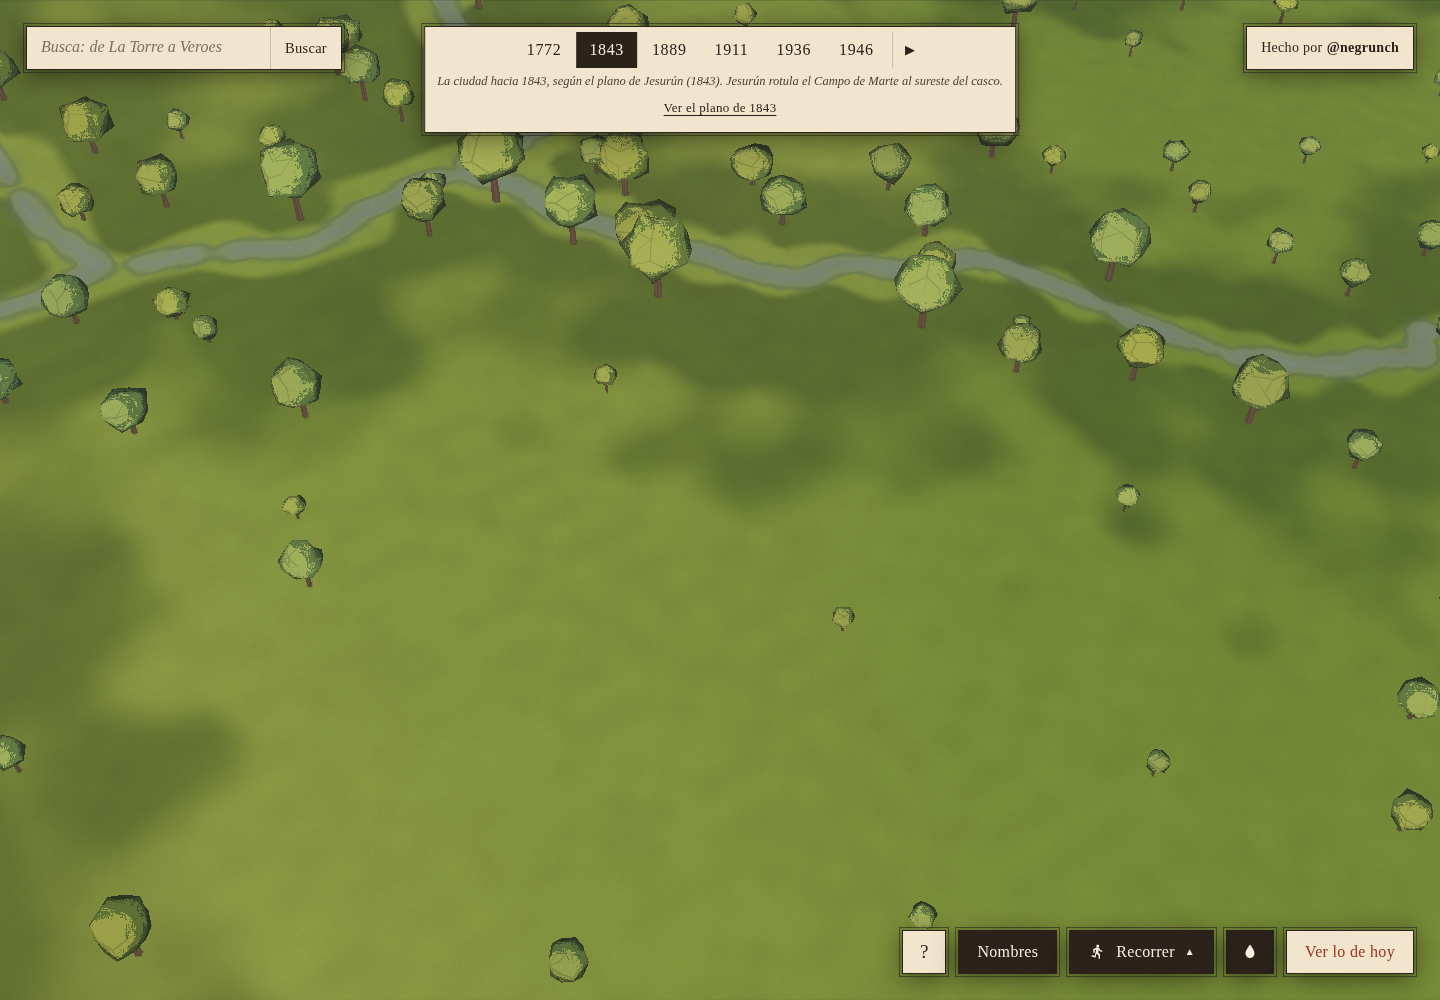 Busca: de La Torre a Veroes
Buscar
1772 1843 1889 1911 1936 1946 ▶
La ciudad hacia 1843, según el plano de Jesurún (1843). Jesurún rotula el Campo de Marte al sureste del casco.
Ver el plano de 1843
Hecho por @negrunch
?
Nombres
Recorrer ▲
Ver lo de hoy